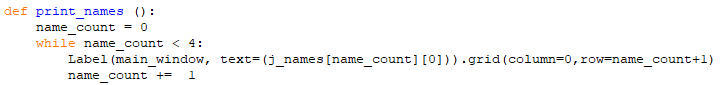 def print_names ():
    name_count = 0
    while name_count < 4:
        Label(main_window, text=(j_names[name_count][0])).grid(column=0,row=name_count+1)
        name_count +=  1